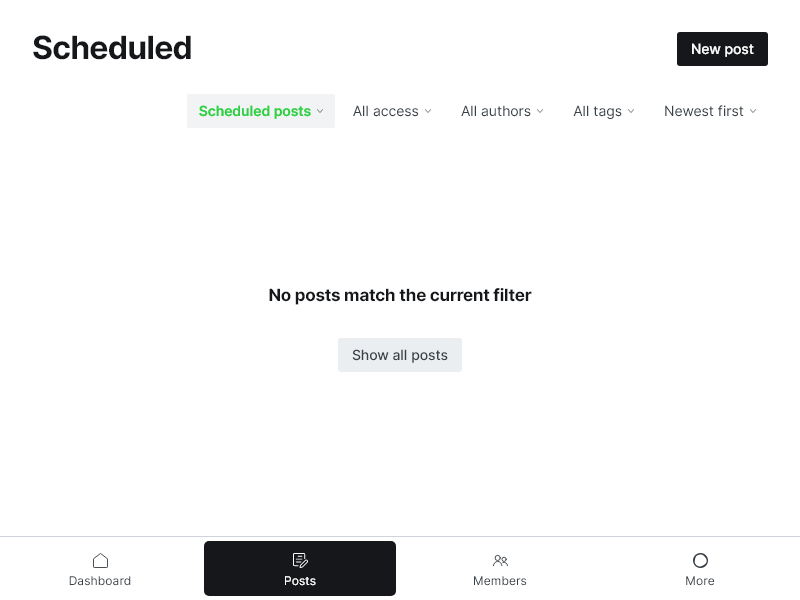 Scheduled
New post
Scheduled posts
All access
All authors
All tags
Newest first
No posts match the current filter
Show all posts
Dashboard
Posts
Members
More